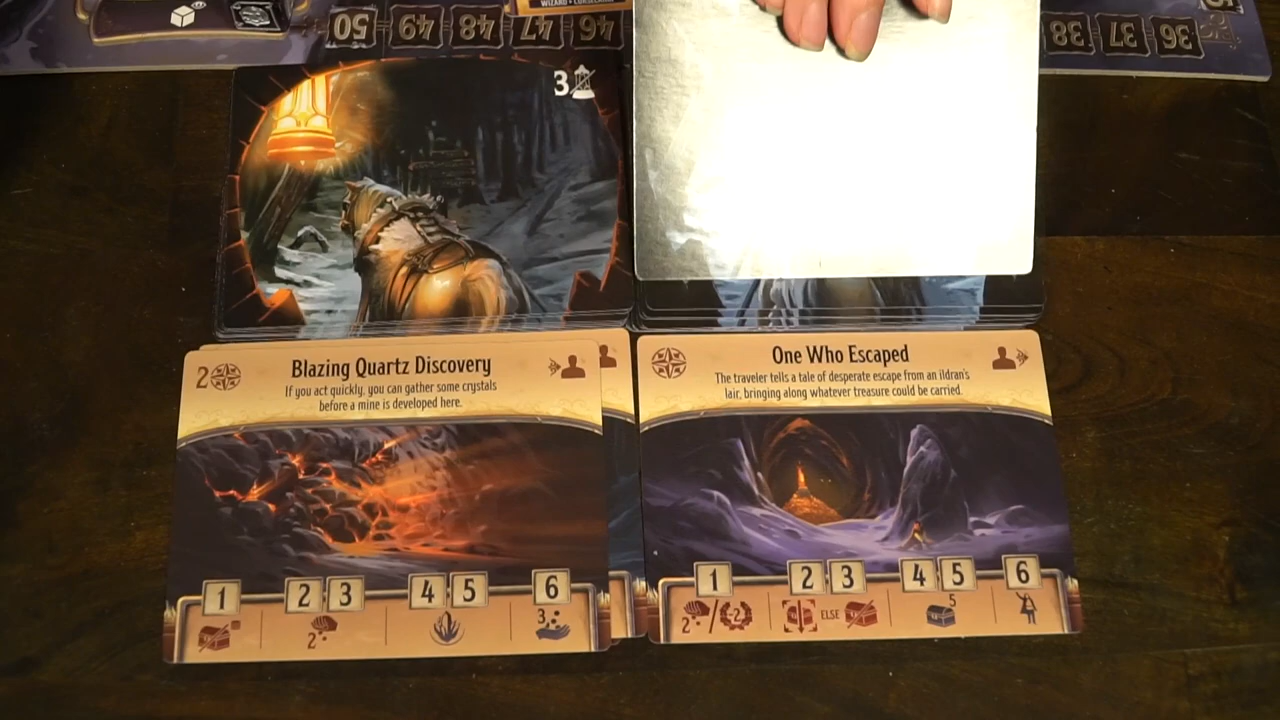 WIZARD • CURSECLAIMER
50 49 48 47 46
38 37 36
3
2
Blazing Quartz Discovery
If you act quickly, you can gather some crystals
before a mine is developed here.
1 2 3 4 5 6
2 3
One Who Escaped
The traveler tells a tale of desperate escape from an ildran's
lair, bringing along whatever treasure could be carried.
1 2 3 4 5 6
2 / -2 ELSE 5